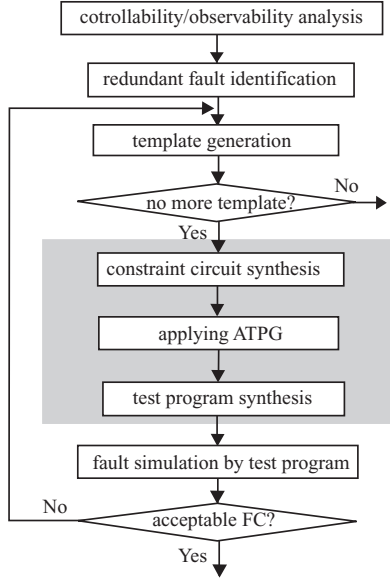 cotrollability/observability analysis
redundant fault identification
template generation
No
no more template?
Yes
constraint circuit synthesis
applying ATPG
test program synthesis
fault simulation by test program
No
acceptable FC?
Yes